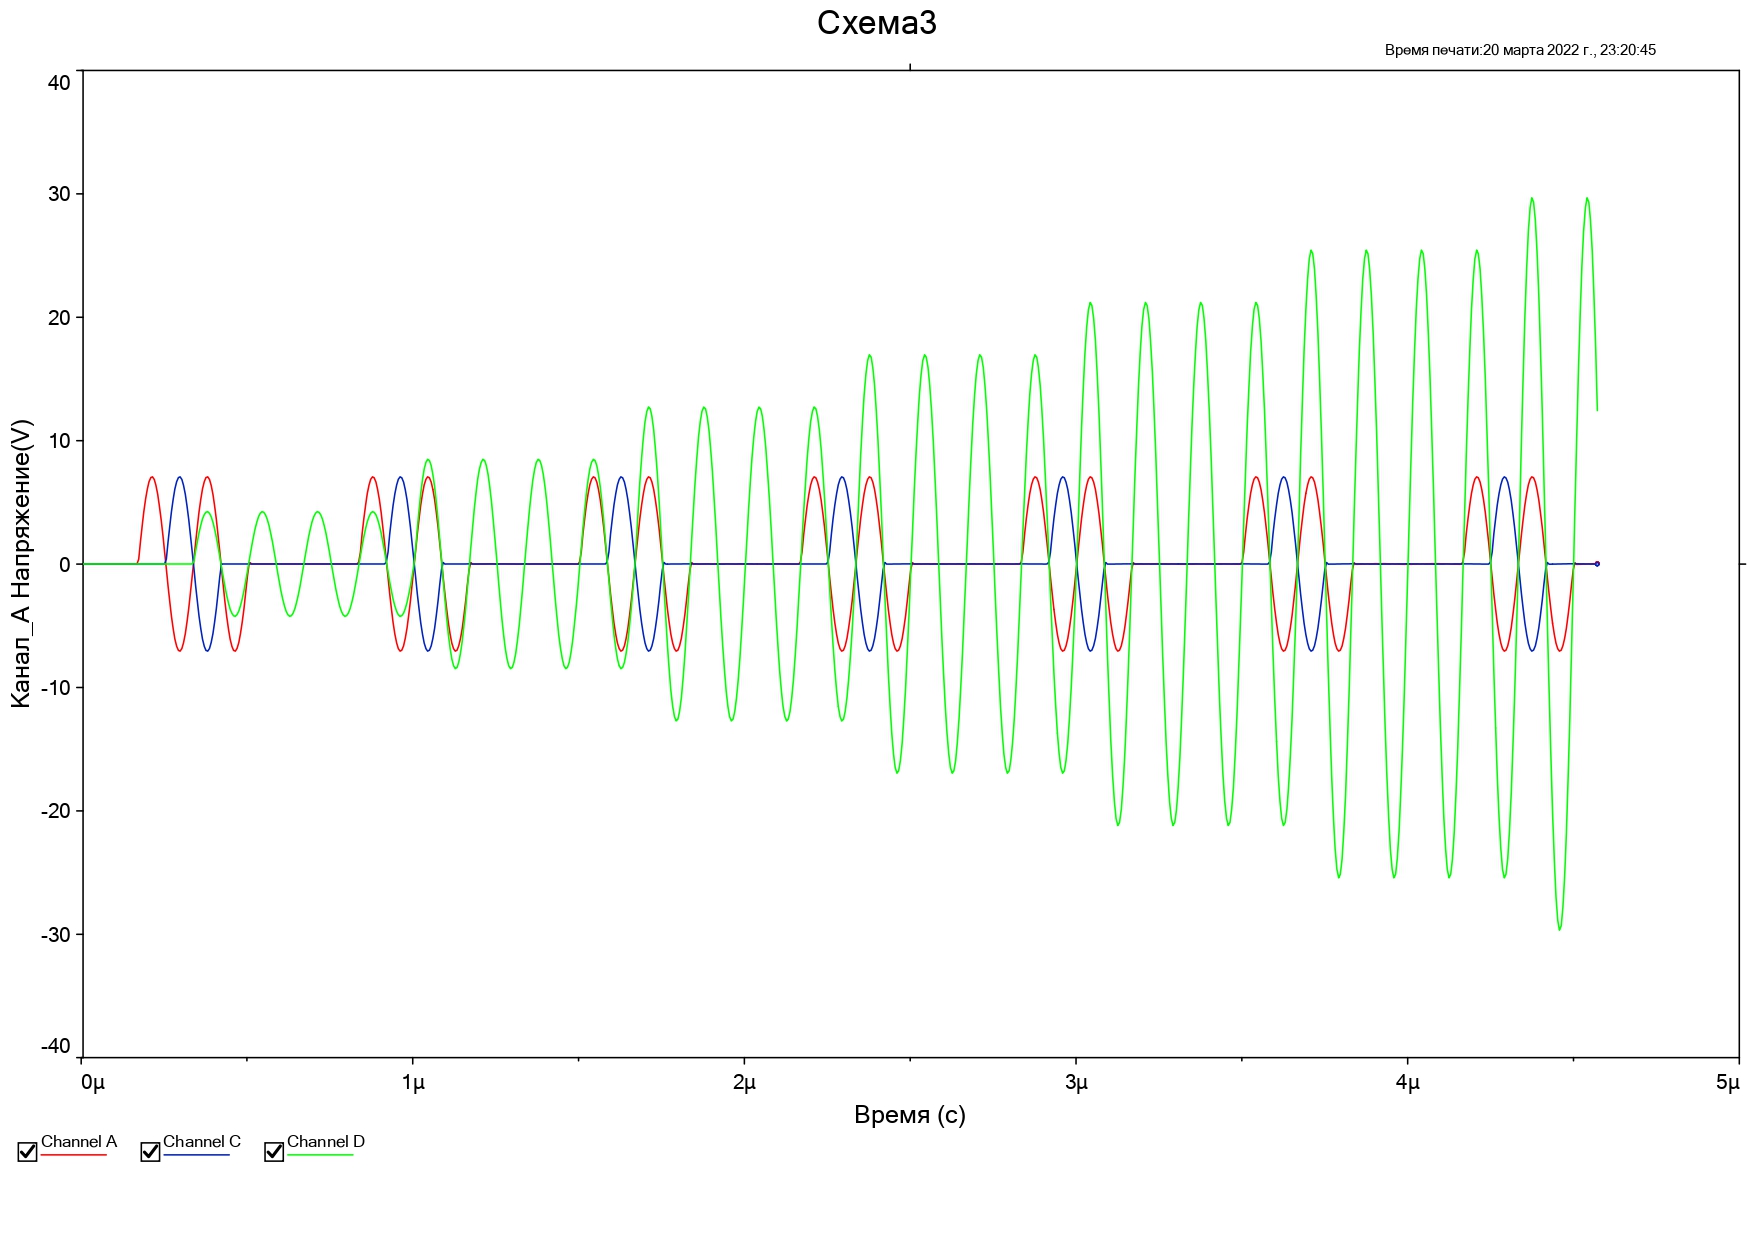 Схема3
Время печати:20 марта 2022 г., 23:20:45
40
30
20
10
0
-10
-20
-30
-40
Канал_A Напряжение(V)
0µ 1µ 2µ 3µ 4µ 5µ
Время (с)
Channel A Channel C Channel D